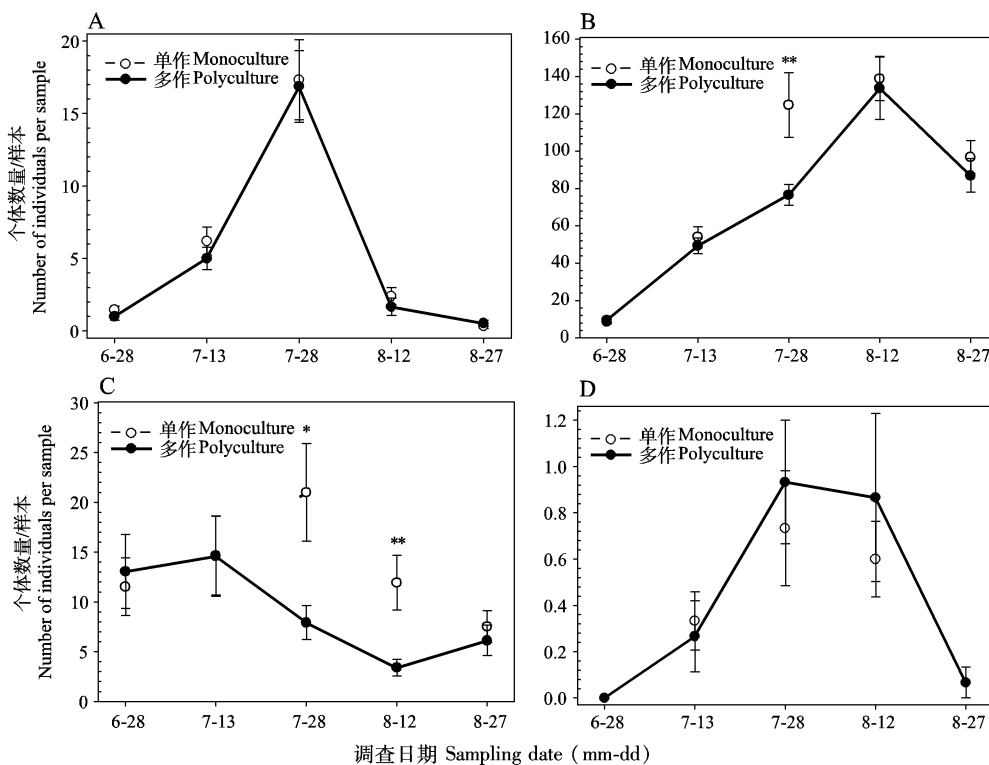 A
20
15
10
5
0
单作 Monoculture
多作 Polyculture
6-28 7-13 7-28 8-12 8-27
个体数量/样本
Number of individuals per sample
B
160
140
120
100
80
60
40
20
0
单作 Monoculture
多作 Polyculture
**
6-28 7-13 7-28 8-12 8-27
C
30
25
20
15
10
5
0
单作 Monoculture
多作 Polyculture
*
**
6-28 7-13 7-28 8-12 8-27
个体数量/样本
Number of individuals per sample
D
1.2
1.0
0.8
0.6
0.4
0.2
0.0
单作 Monoculture
多作 Polyculture
6-28 7-13 7-28 8-12 8-27
调查日期 Sampling date (mm-dd)